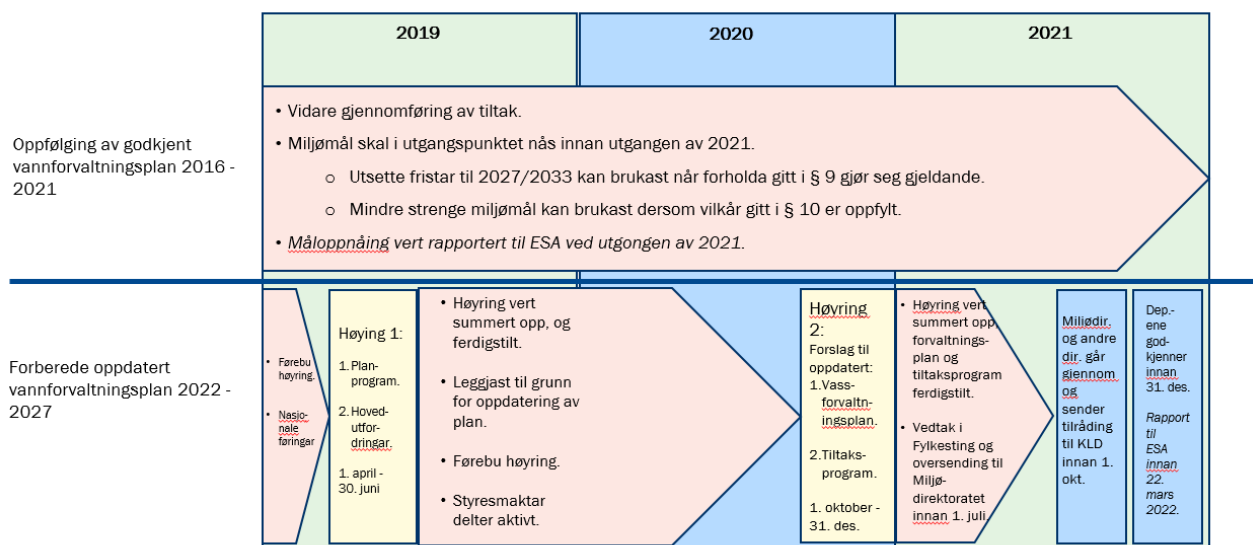 2019
2020
2021
Oppfølging av godkjent
vannforvaltningsplan 2016 -
2021
• Vidare gjennomføring av tiltak.
• Miljømål skal i utgangspunktet nås innan utgangen av 2021.
o Utsette fristar til 2027/2033 kan brukast når forholda gitt i § 9 gjør seg gjeldande.
o Mindre strenge miljømål kan brukast dersom vilkår gitt i § 10 er oppfylt.
• Måloppnåing vert rapportert til ESA ved utgongen av 2021.
Forberede oppdatert
vannforvaltningsplan 2022 -
2027
• Førebu
høyring.
• Nasjo-
nale
føringar
Høying 1:
1. Plan-
program.
2. Hoved-
utfor-
dringar.
1. april -
30. juni
• Høyring vert
summert opp, og
ferdigstilt.
• Leggjast til grunn
for oppdatering av
plan.
• Førebu høyring.
• Styresmaktar
delter aktivt.
Høyring
2:
Forslag til
oppdatert:
1.Vass-
forvaltn-
ingsplan.
2.Tiltaks-
program.
1. oktober -
31. des.
• Høyring vert
summert opp,
forvaltnings-
plan og
tiltaksprogram
ferdigstilt.
• Vedtak i
Fylkesting og
oversending til
Miljø-
direktoratet
innan 1. juli
Miljødir.
og andre
dir. går
gjennom
og
sender
tilråding
til KLD
innan 1.
okt.
Dep.-
ene
god-
kjenner
innan
31. des.
Rapport
til
ESA
innan
22.
mars
2022.